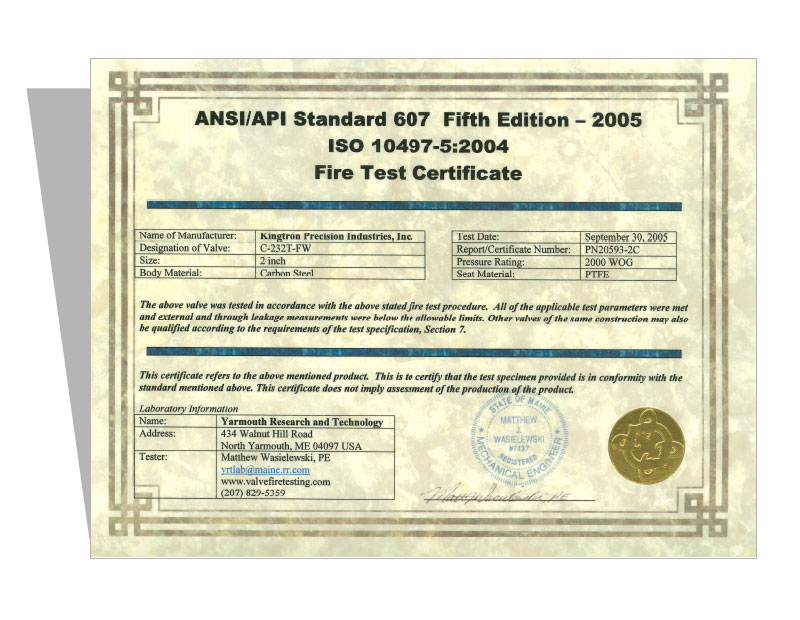 ANSI/API Standard 607 Fifth Edition – 2005
ISO 10497-5:2004
Fire Test Certificate
Name of Manufacturer: Kingtron Precision Industries, Inc.
Designation of Valve: C-232T-FW
Size: 2 inch
Body Material: Carbon Steel
Test Date: September 30, 2005
Report/Certificate Number: PN20593-2C
Pressure Rating: 2000 WOG
Seat Material: PTFE
The above valve was tested in accordance with the above stated fire test procedure. All of the applicable test parameters were met
and external and through leakage measurements were below the allowable limits. Other valves of the same construction may also
be qualified according to the requirements of the test specification, Section 7.
This certificate refers to the above mentioned product. This is to certify that the test specimen provided is in conformity with the
standard mentioned above. This certificate does not imply assessment of the production of the product.
Laboratory Information
Name: Yarmouth Research and Technology
Address: 434 Walnut Hill Road
North Yarmouth, ME 04097 USA
Tester: Matthew Wasielewski, PE
yrtlab@maine.rr.com
www.valvefiretesting.com
(207) 829-5359
STATE OF MAINE
MATTHEW
J.
WASIELEWSKI
#7437
REGISTERED
MECHANICAL ENGINEER